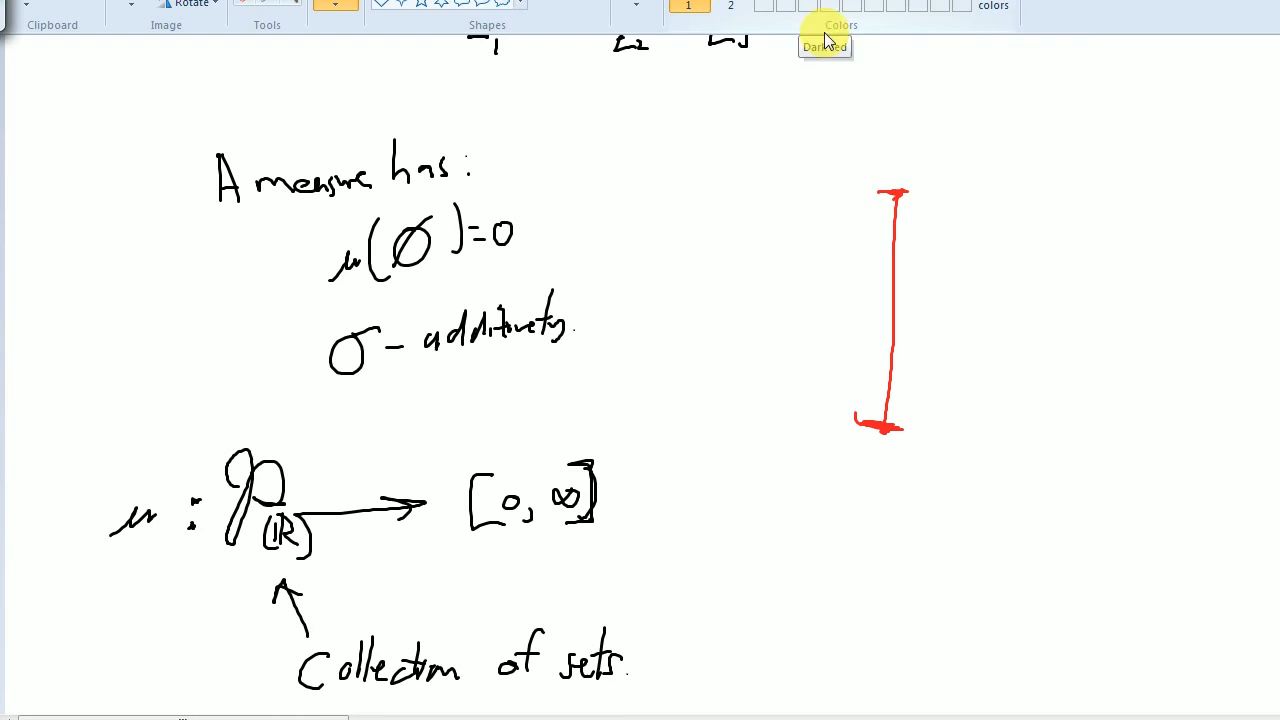 Rotate
1 2 colors
Clipboard Image Tools Shapes Colors
A measure has:
μ(∅)=0
σ-additivity.
μ : 𝒫(ℝ) → [0, ∞]
Collection of sets.